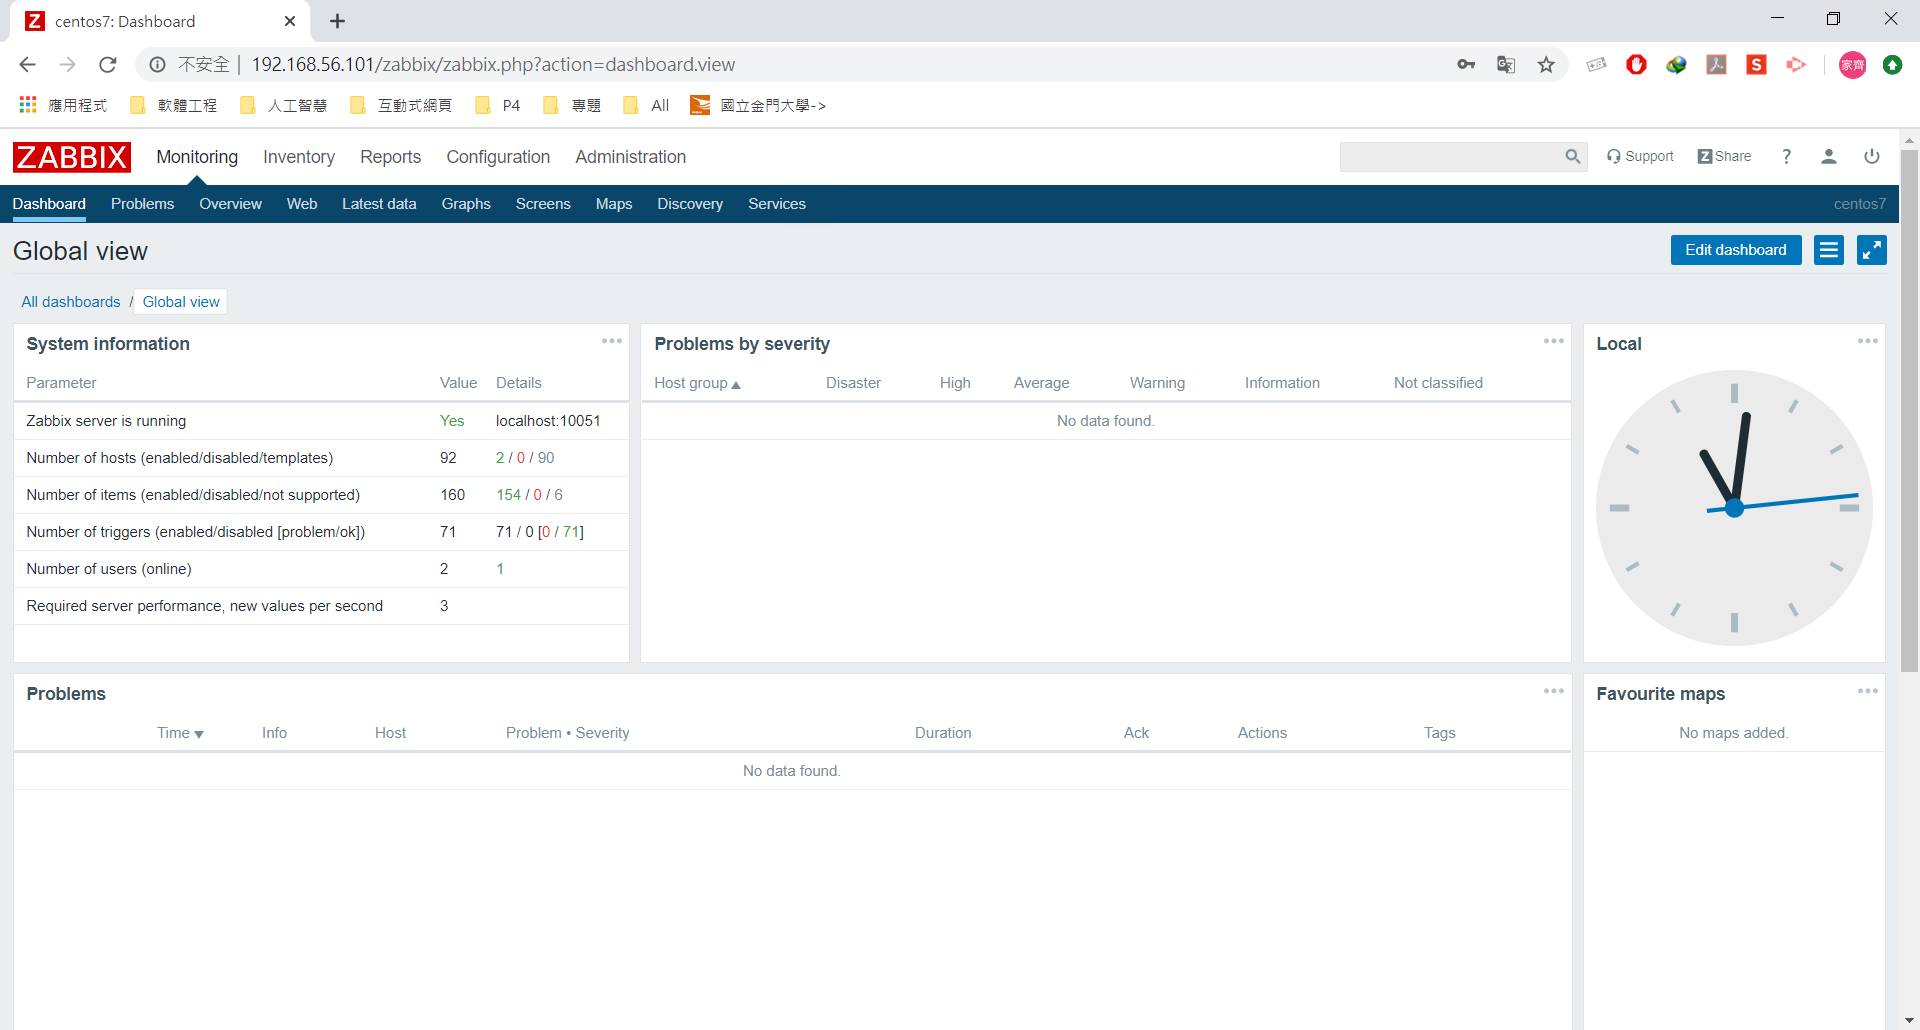 centos7: Dashboard
不安全 | 192.168.56.101/zabbix/zabbix.php?action=dashboard.view
家齊
應用程式 軟體工程 人工智慧 互動式網頁 P4 專題 All 國立金門大學->
ZABBIX Monitoring Inventory Reports Configuration Administration Support Z Share ?
Dashboard Problems Overview Web Latest data Graphs Screens Maps Discovery Services centos7
Global view Edit dashboard
All dashboards / Global view
System information
Parameter Value Details
Zabbix server is running Yes localhost:10051
Number of hosts (enabled/disabled/templates) 92 2 / 0 / 90
Number of items (enabled/disabled/not supported) 160 154 / 0 / 6
Number of triggers (enabled/disabled [problem/ok]) 71 71 / 0 [0 / 71]
Number of users (online) 2 1
Required server performance, new values per second 3
Problems by severity
Host group▲ Disaster High Average Warning Information Not classified
No data found.
Local
Problems
Time▼ Info Host Problem • Severity Duration Ack Actions Tags
No data found.
Favourite maps
No maps added.